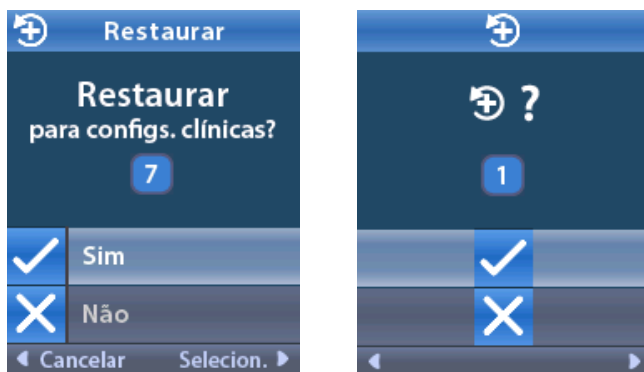 Restaurar
Restaurar
para configs. clínicas?
7
Sim
Não
Cancelar
Selecion.
?
1